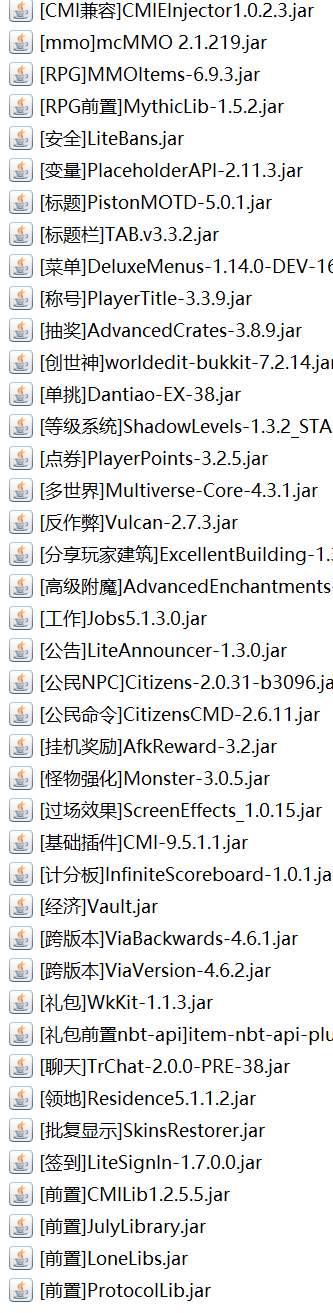 [CMI兼容]CMIEInjector1.0.2.3.jar
[mmo]mcMMO 2.1.219.jar
[RPG]MMOItems-6.9.3.jar
[RPG前置]MythicLib-1.5.2.jar
[安全]LiteBans.jar
[变量]PlaceholderAPI-2.11.3.jar
[标题]PistonMOTD-5.0.1.jar
[标题栏]TAB.v3.3.2.jar
[菜单]DeluxeMenus-1.14.0-DEV-16
[称号]PlayerTitle-3.3.9.jar
[抽奖]AdvancedCrates-3.8.9.jar
[创世神]worldedit-bukkit-7.2.14.jar
[单挑]Dantiao-EX-38.jar
[等级系统]ShadowLevels-1.3.2_STA
[点券]PlayerPoints-3.2.5.jar
[多世界]Multiverse-Core-4.3.1.jar
[反作弊]Vulcan-2.7.3.jar
[分享玩家建筑]ExcellentBuilding-1.
[高级附魔]AdvancedEnchantments-
[工作]Jobs5.1.3.0.jar
[公告]LiteAnnouncer-1.3.0.jar
[公民NPC]Citizens-2.0.31-b3096.ja
[公民命令]CitizensCMD-2.6.11.jar
[挂机奖励]AfkReward-3.2.jar
[怪物强化]Monster-3.0.5.jar
[过场效果]ScreenEffects_1.0.15.jar
[基础插件]CMI-9.5.1.1.jar
[计分板]InfiniteScoreboard-1.0.1.ja
[经济]Vault.jar
[跨版本]ViaBackwards-4.6.1.jar
[跨版本]ViaVersion-4.6.2.jar
[礼包]WkKit-1.1.3.jar
[礼包前置nbt-api]item-nbt-api-plu
[聊天]TrChat-2.0.0-PRE-38.jar
[领地]Residence5.1.1.2.jar
[批复显示]SkinsRestorer.jar
[签到]LiteSignIn-1.7.0.0.jar
[前置]CMILib1.2.5.5.jar
[前置]JulyLibrary.jar
[前置]LoneLibs.jar
[前置]ProtocolLib.jar